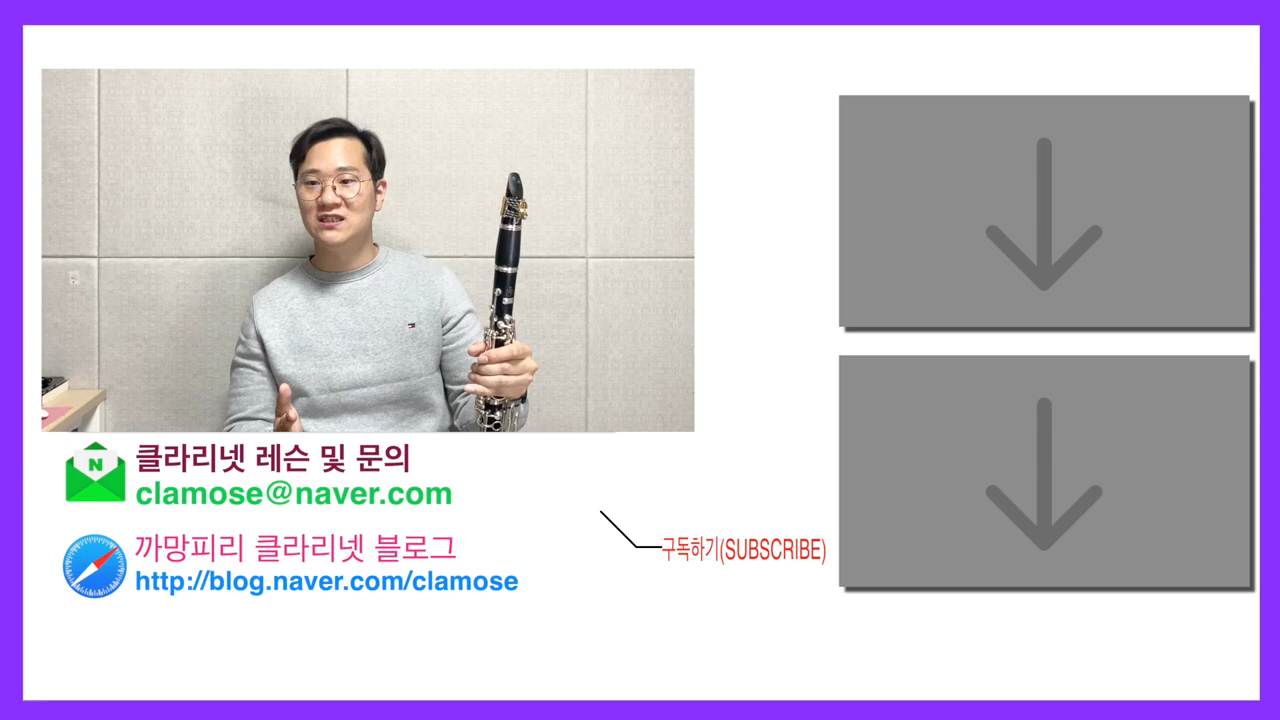 클라리넷 레슨 및 문의
clamose@naver.com
까망피리 클라리넷 블로그
http://blog.naver.com/clamose
구독하기(SUBSCRIBE)
N